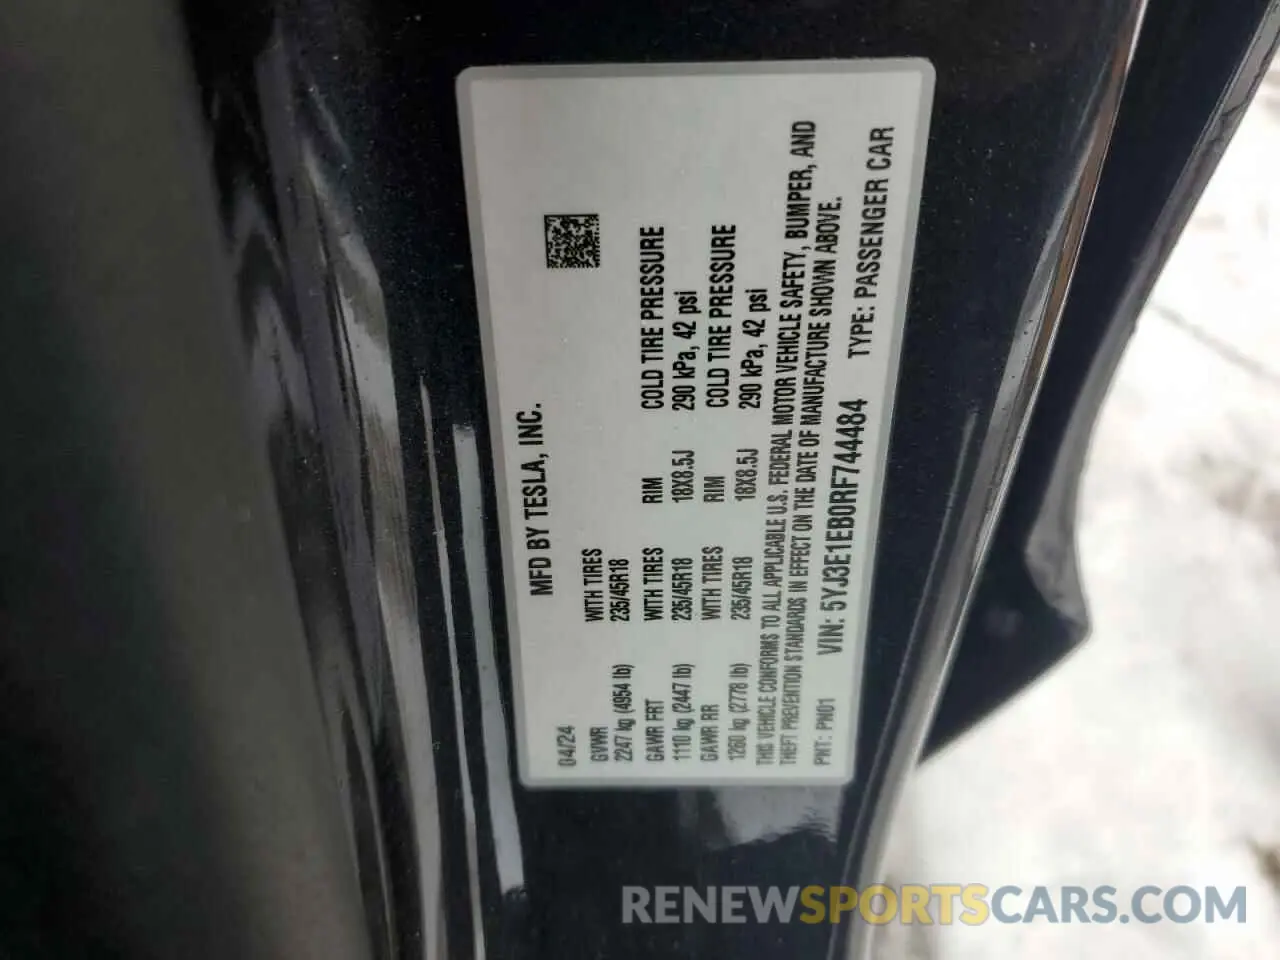 MFD BY TESLA, INC.
04/24
GVWR WITH TIRES
2247 kg (4954 lb) 235/45R18
GAWR FRT WITH TIRES RIM COLD TIRE PRESSURE
1110 kg (2447 lb) 235/45R18 18X8.5J 290 kPa, 42 psi
GAWR RR WITH TIRES RIM COLD TIRE PRESSURE
1260 kg (2778 lb) 235/45R18 18X8.5J 290 kPa, 42 psi
THIS VEHICLE CONFORMS TO ALL APPLICABLE U.S. FEDERAL MOTOR VEHICLE SAFETY, BUMPER, AND
THEFT PREVENTION STANDARDS IN EFFECT ON THE DATE OF MANUFACTURE SHOWN ABOVE.
PNT: PN01 VIN: 5YJ3E1EB0RF744484 TYPE: PASSENGER CAR
RENEWSPORTSCARS.COM